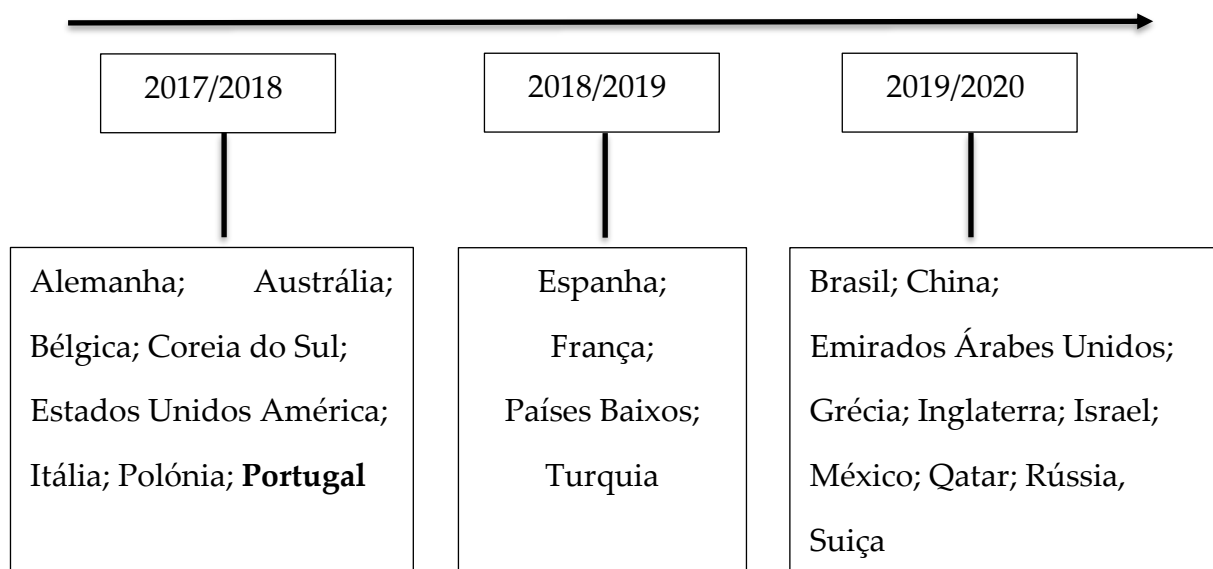 2017/2018
2018/2019
2019/2020
Alemanha; Austrália;
Bélgica; Coreia do Sul;
Estados Unidos América;
Itália; Polónia; Portugal
Espanha;
França;
Países Baixos;
Turquia
Brasil; China;
Emirados Árabes Unidos;
Grécia; Inglaterra; Israel;
México; Qatar; Rússia,
Suiça